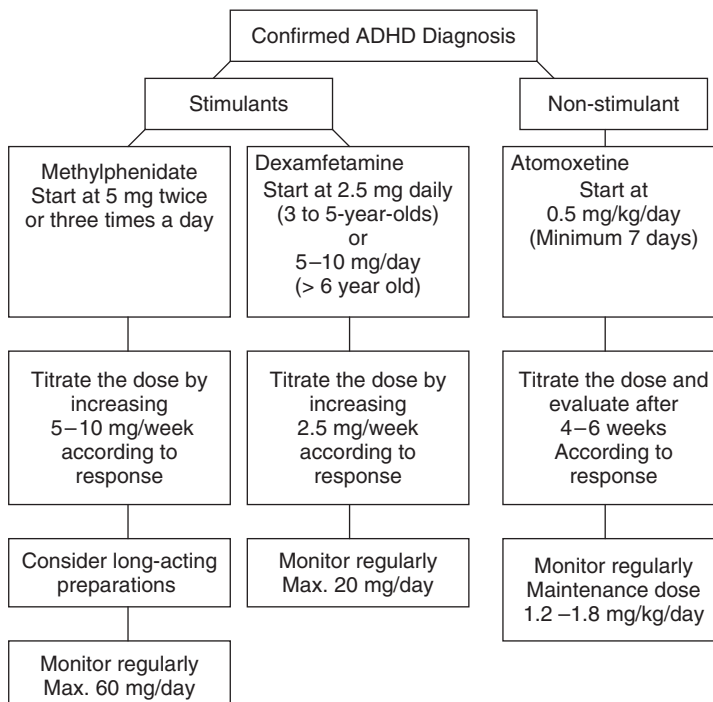 Confirmed ADHD Diagnosis
Stimulants
Non-stimulant
Methylphenidate
Start at 5 mg twice
or three times a day
Dexamfetamine
Start at 2.5 mg daily
(3 to 5-year-olds)
or
5–10 mg/day
(> 6 year old)
Atomoxetine
Start at
0.5 mg/kg/day
(Minimum 7 days)
Titrate the dose by
increasing
5–10 mg/week
according to
response
Titrate the dose by
increasing
2.5 mg/week
according to
response
Titrate the dose and
evaluate after
4–6 weeks
According to
response
Consider long-acting
preparations
Monitor regularly
Max. 60 mg/day
Monitor regularly
Max. 20 mg/day
Monitor regularly
Maintenance dose
1.2 –1.8 mg/kg/day